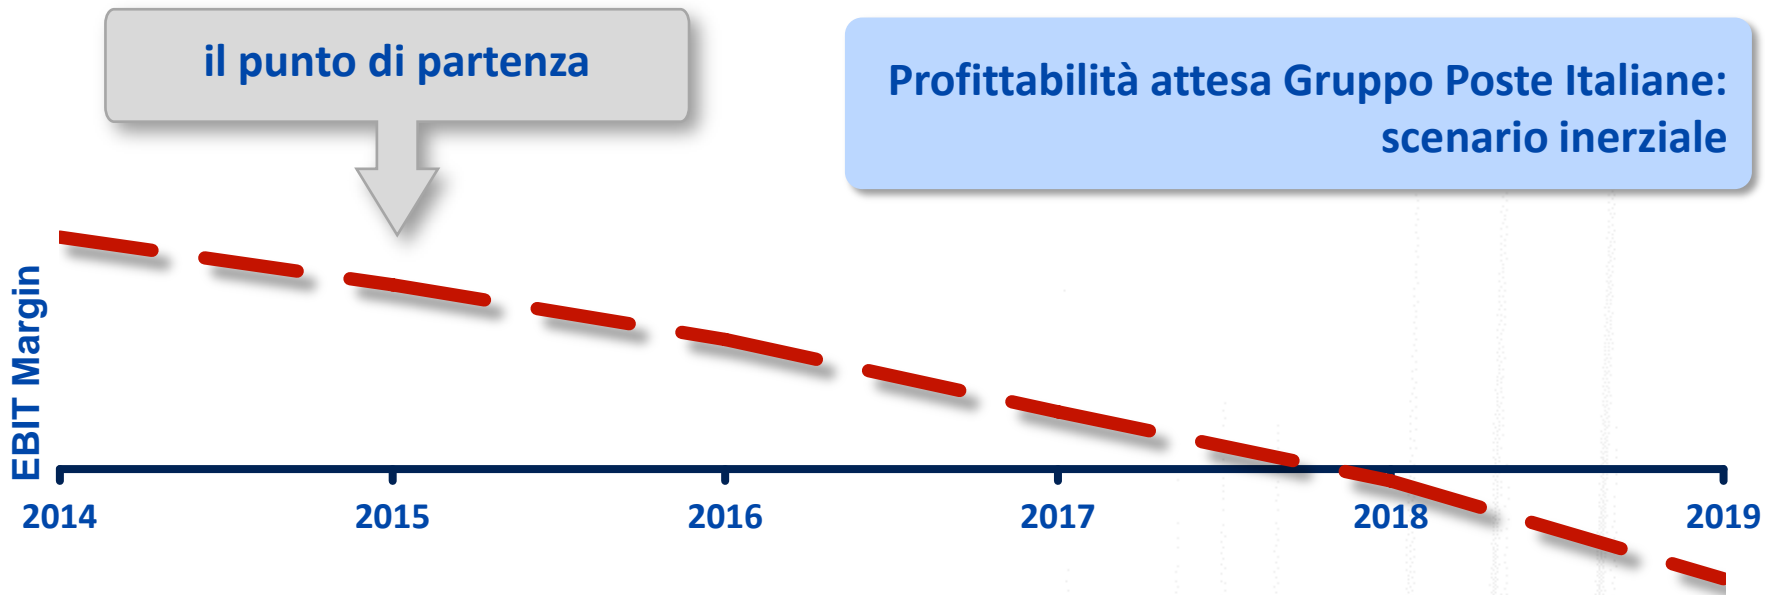 il punto di partenza
Profittabilità attesa Gruppo Poste Italiane:
scenario inerziale
EBIT Margin
2014
2015
2016
2017
2018
2019